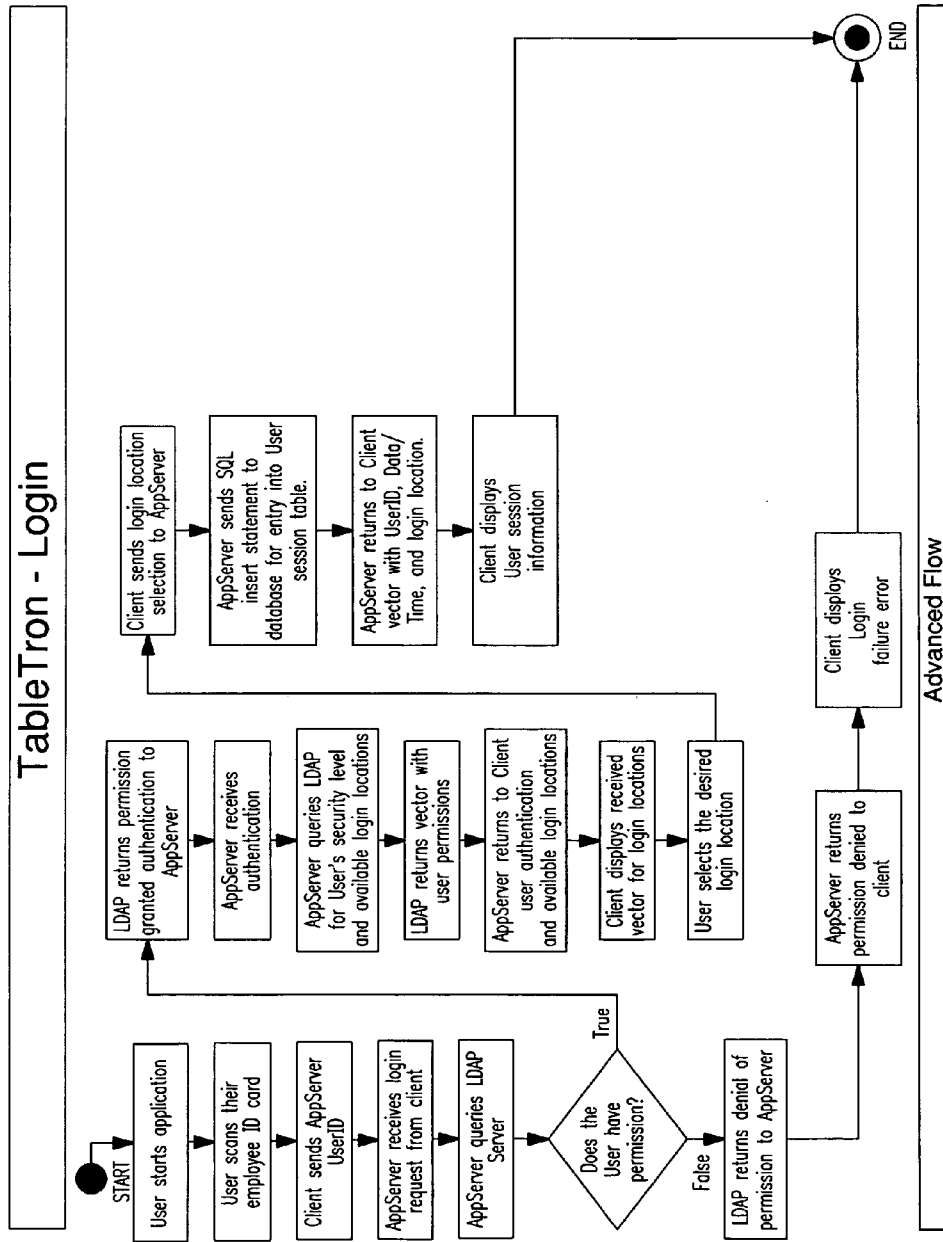 TableTron - Login
START
User starts application
User scans their
employee ID card
Client sends AppServer
UserID
AppServer receives login
request from client
AppServer queries LDAP
Server
Does the
User have
permission?
True
False
LDAP returns denial of
permission to AppServer
LDAP returns permission
granted authentication to
AppServer
AppServer receives
authentication
AppServer queries LDAP
for User's security level
and available login locations
LDAP returns vector with
user permissions
AppServer returns to Client
user authentication
and available login locations
Client displays received
vector for login locations
User selects the desired
login location
AppServer returns
permission denied to
client
Client sends login location
selection to AppServer
AppServer sends SQL
insert statement to
database for entry into User
session table.
AppServer returns to Client
vector with UserID, Data/
Time, and login location.
Client displays
User session
information
Client displays
Login
failure error
END
Advanced Flow